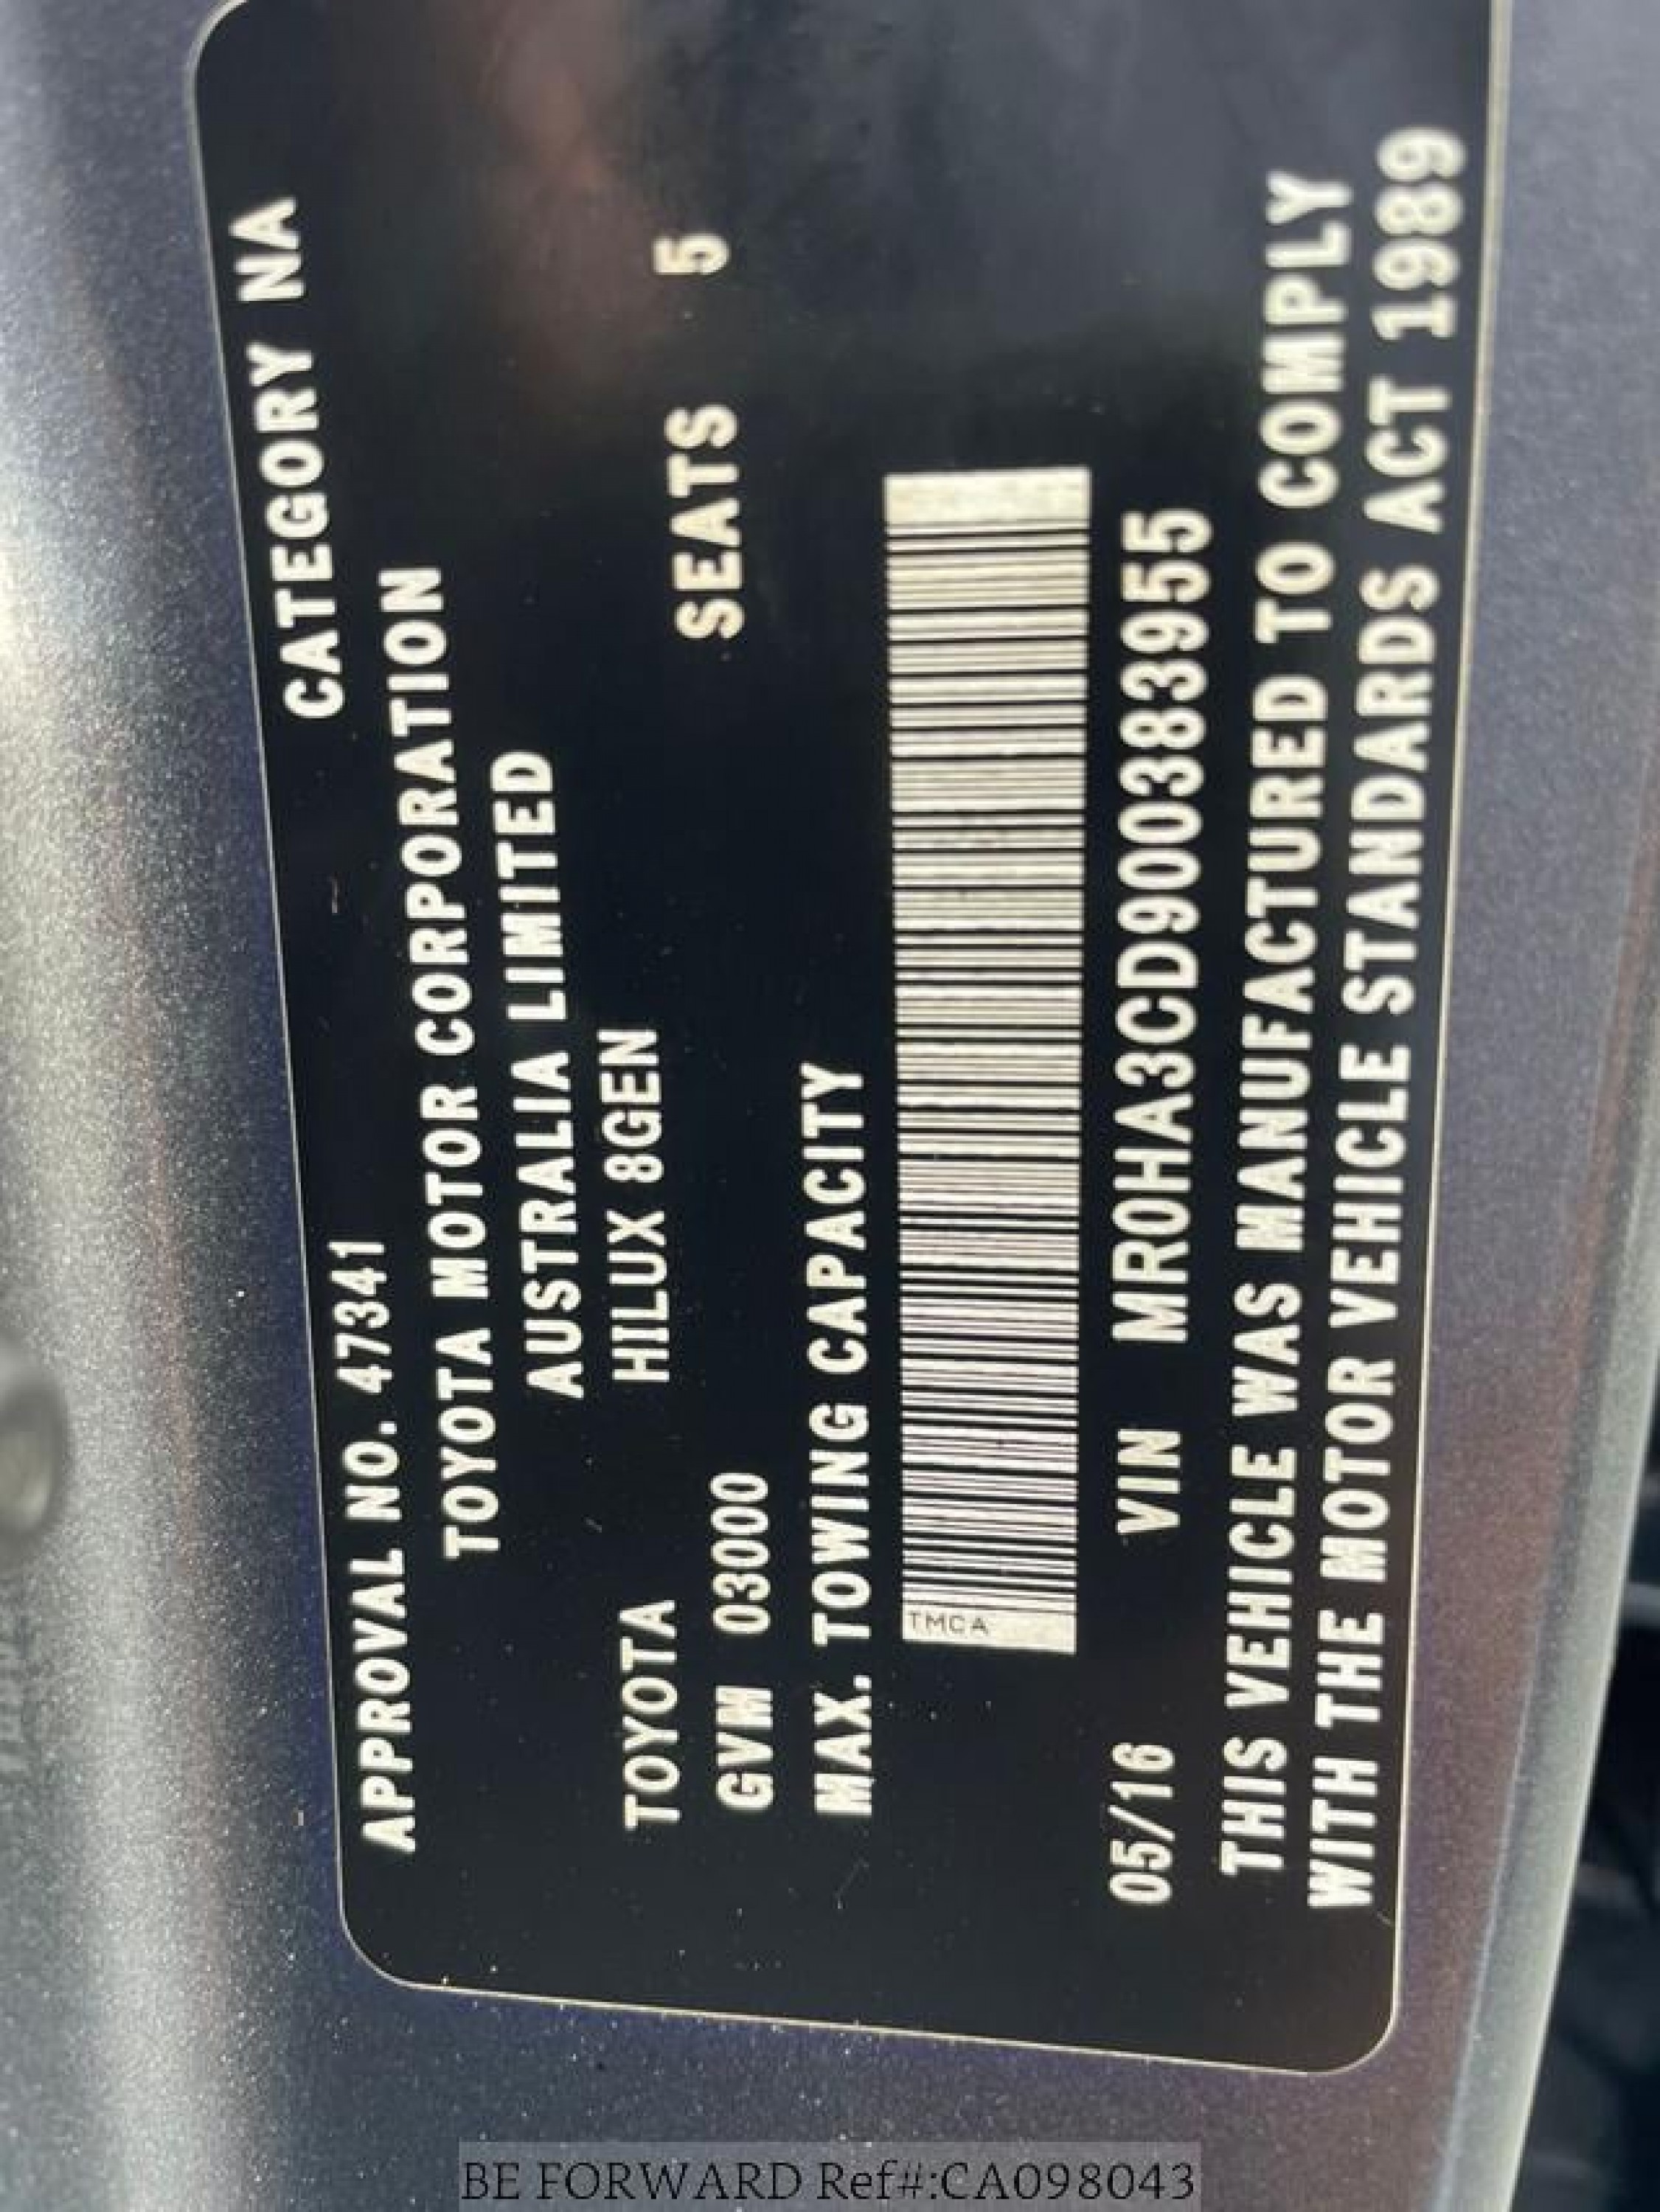 APPROVAL NO. 47341 CATEGORY NA
TOYOTA MOTOR CORPORATION
AUSTRALIA LIMITED
TOYOTA HILUX 8GEN
GVM 03000 SEATS 5
MAX. TOWING CAPACITY
TMCA
05/16 VIN MR0HA3CD900383955
THIS VEHICLE WAS MANUFACTURED TO COMPLY
WITH THE MOTOR VEHICLE STANDARDS ACT 1989
BE FORWARD Ref#:CA098043